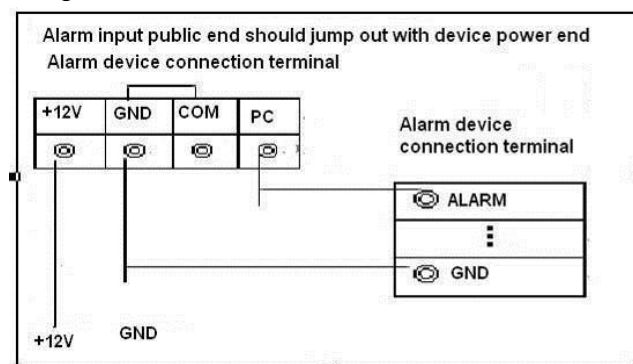 Alarm input public end should jump out with device power end
Alarm device connection terminal
+12V GND COM PC
Alarm device
connection terminal
ALARM
GND
+12V GND